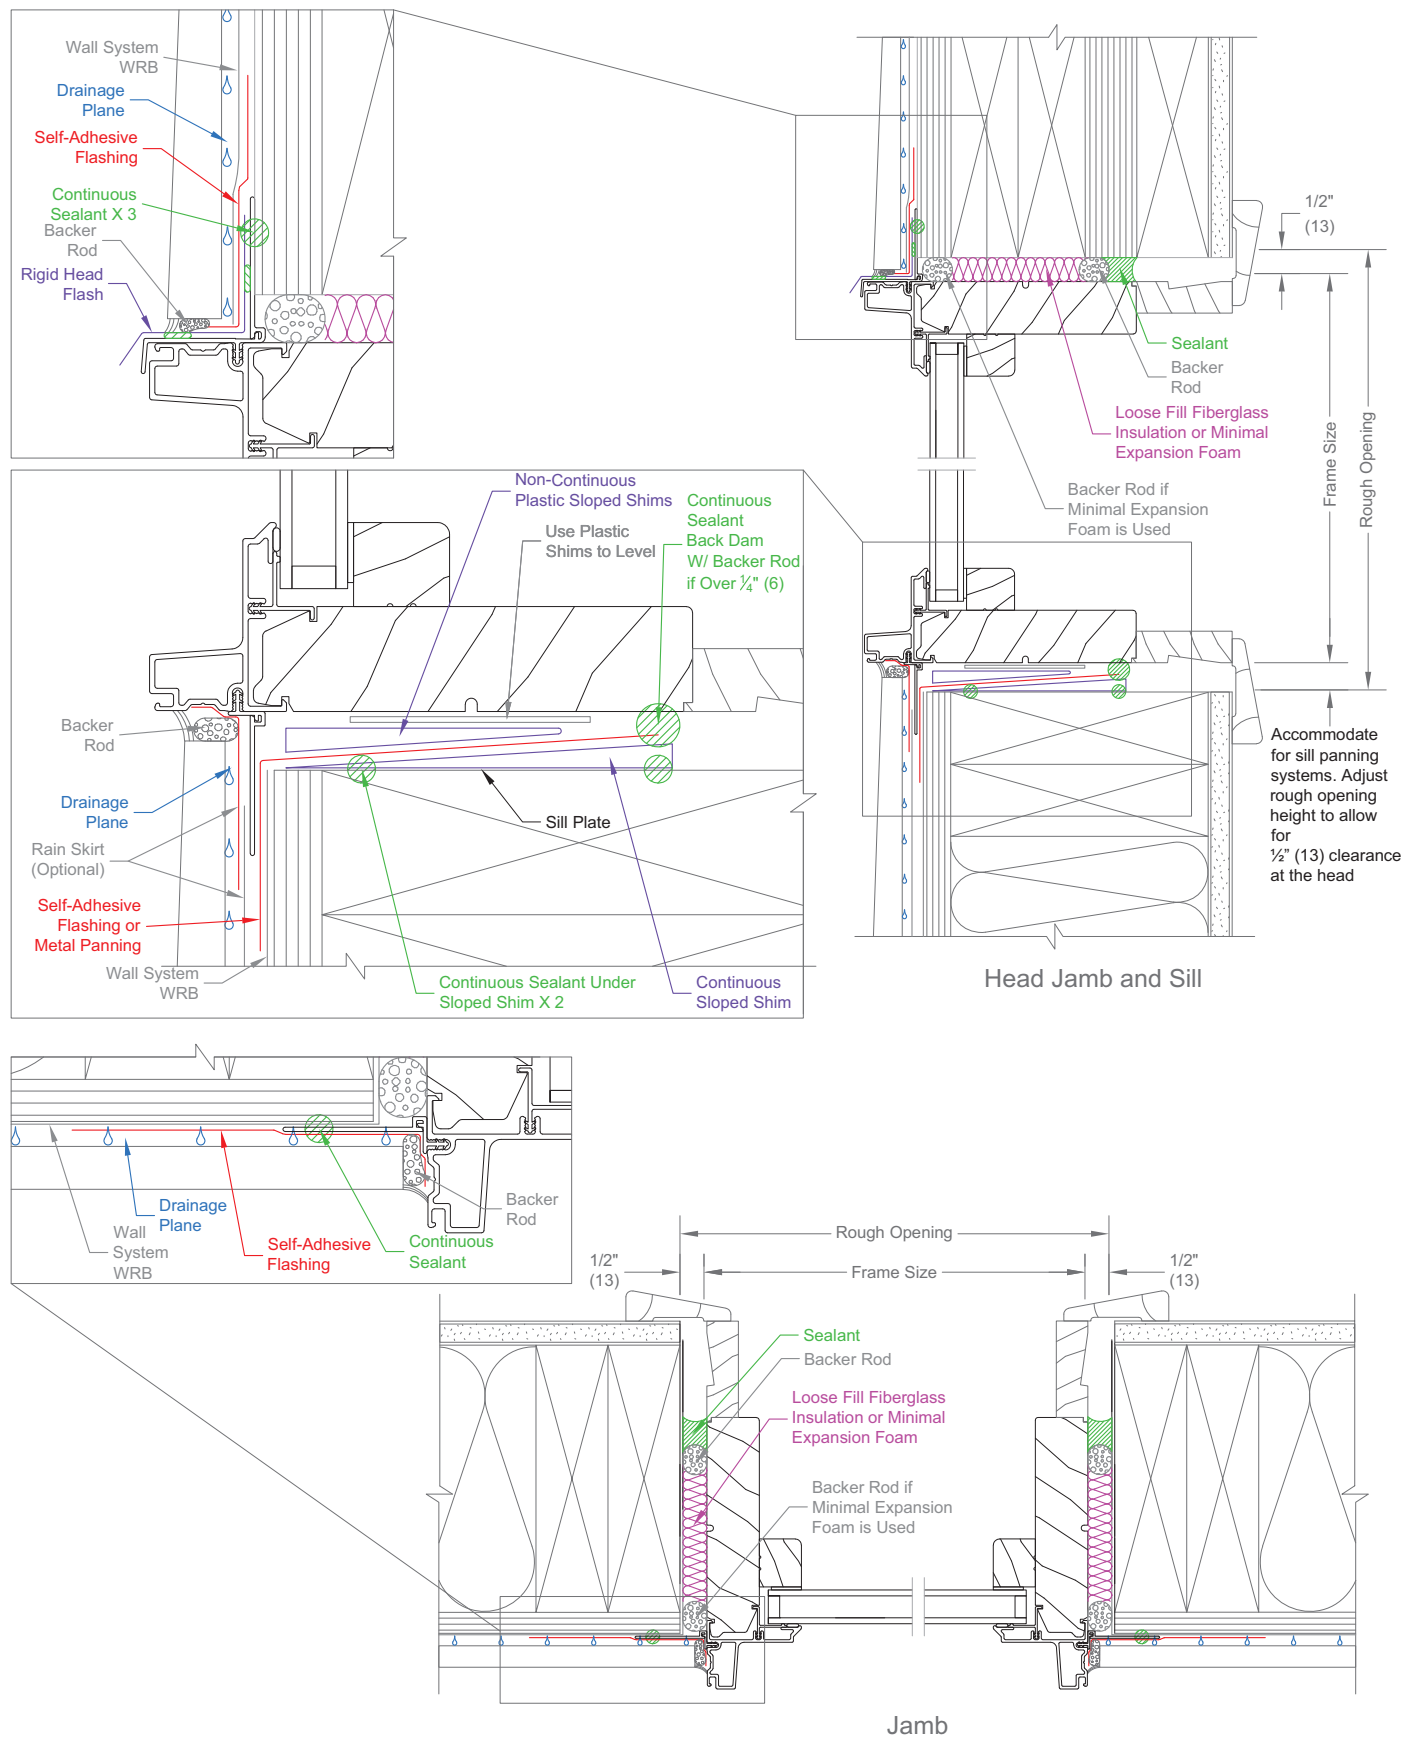 Wall System
WRB
Drainage
Plane
Self-Adhesive
Flashing
Continuous
Sealant X 3
Backer
Rod
Rigid Head
Flash
1/2"
(13)
Sealant
Backer
Rod
Loose Fill Fiberglass
Insulation or Minimal
Expansion Foam
Backer Rod if
Minimal Expansion
Foam is Used
Frame Size
Rough Opening
Accommodate
for sill panning
systems. Adjust
rough opening
height to allow
for
½” (13) clearance
at the head
Head Jamb and Sill
Non-Continuous
Plastic Sloped Shims
Use Plastic
Shims to Level
Continuous
Sealant
Back Dam
W/ Backer Rod
if Over ¼" (6)
Backer
Rod
Drainage
Plane
Rain Skirt
(Optional)
Self-Adhesive
Flashing or
Metal Panning
Wall System
WRB
Sill Plate
Continuous Sealant Under
Sloped Shim X 2
Continuous
Sloped Shim
Drainage
Plane
Wall
System
WRB
Self-Adhesive
Flashing
Continuous
Sealant
Backer
Rod
Rough Opening
1/2"
(13)
Frame Size
1/2"
(13)
Sealant
Backer Rod
Loose Fill Fiberglass
Insulation or Minimal
Expansion Foam
Backer Rod if
Minimal Expansion
Foam is Used
Jamb